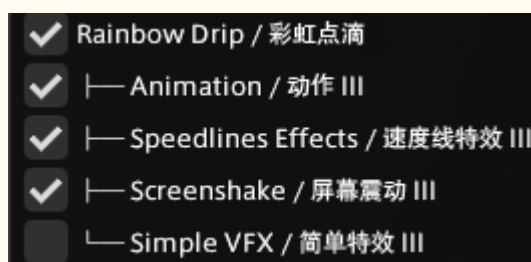 Rainbow Drip / 彩虹点滴
├── Animation / 动作 III
├── Speedlines Effects / 速度线特效 III
├── Screenshake / 屏幕震动 III
└── Simple VFX / 简单特效 III